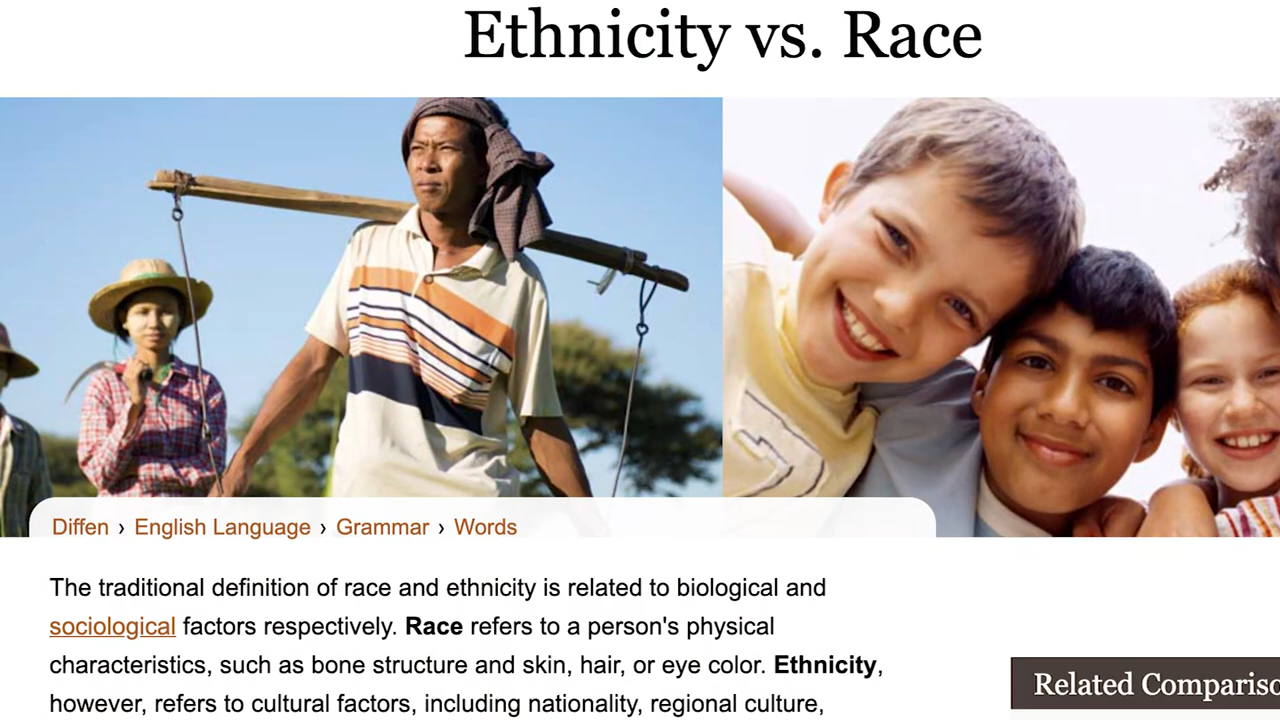 Ethnicity vs. Race
Diffen › English Language › Grammar › Words
The traditional definition of race and ethnicity is related to biological and
sociological factors respectively. Race refers to a person's physical
characteristics, such as bone structure and skin, hair, or eye color. Ethnicity,
however, refers to cultural factors, including nationality, regional culture,
Related